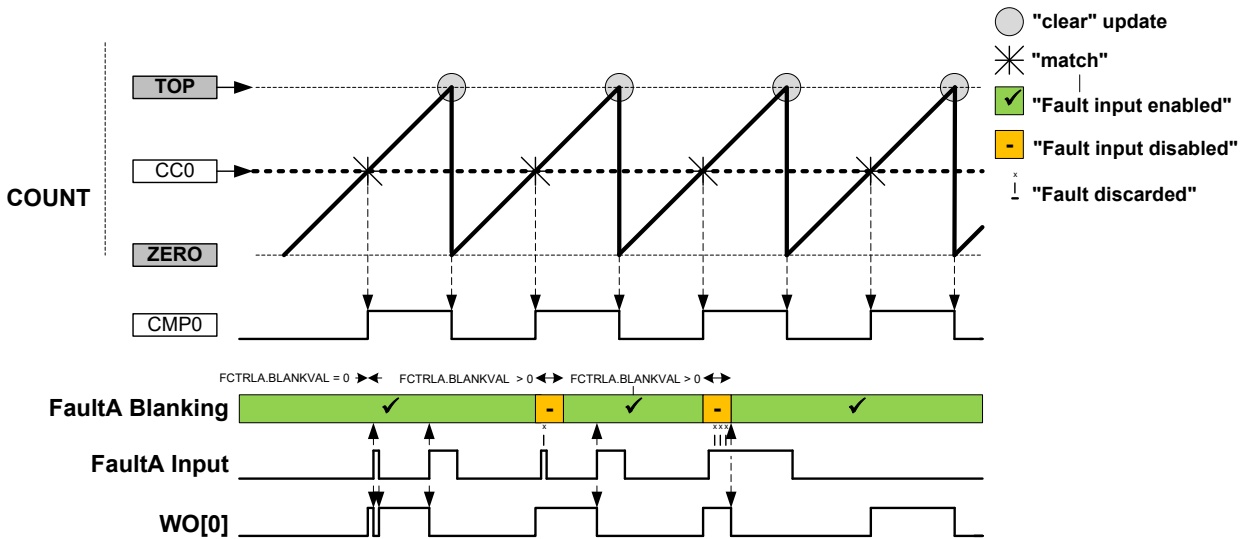 "clear" update
"match"
"Fault input enabled"
"Fault input disabled"
"Fault discarded"
TOP
CC0
COUNT
ZERO
CMP0
FCTRLA.BLANKVAL = 0
FCTRLA.BLANKVAL > 0
FCTRLA.BLANKVAL > 0
FaultA Blanking
✓ - ✓ - ✓
x x x x
FaultA Input
WO[0]